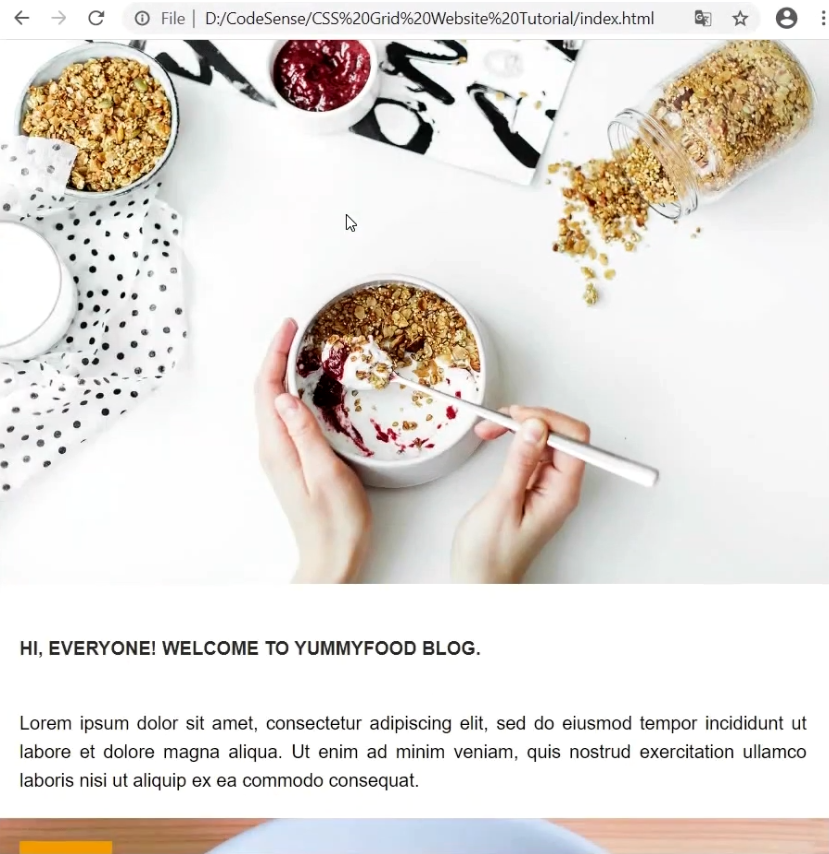 File | D:/CodeSense/CSS%20Grid%20Website%20Tutorial/index.html
HI, EVERYONE! WELCOME TO YUMMYFOOD BLOG.
Lorem ipsum dolor sit amet, consectetur adipiscing elit, sed do eiusmod tempor incididunt ut
labore et dolore magna aliqua. Ut enim ad minim veniam, quis nostrud exercitation ullamco
laboris nisi ut aliquip ex ea commodo consequat.